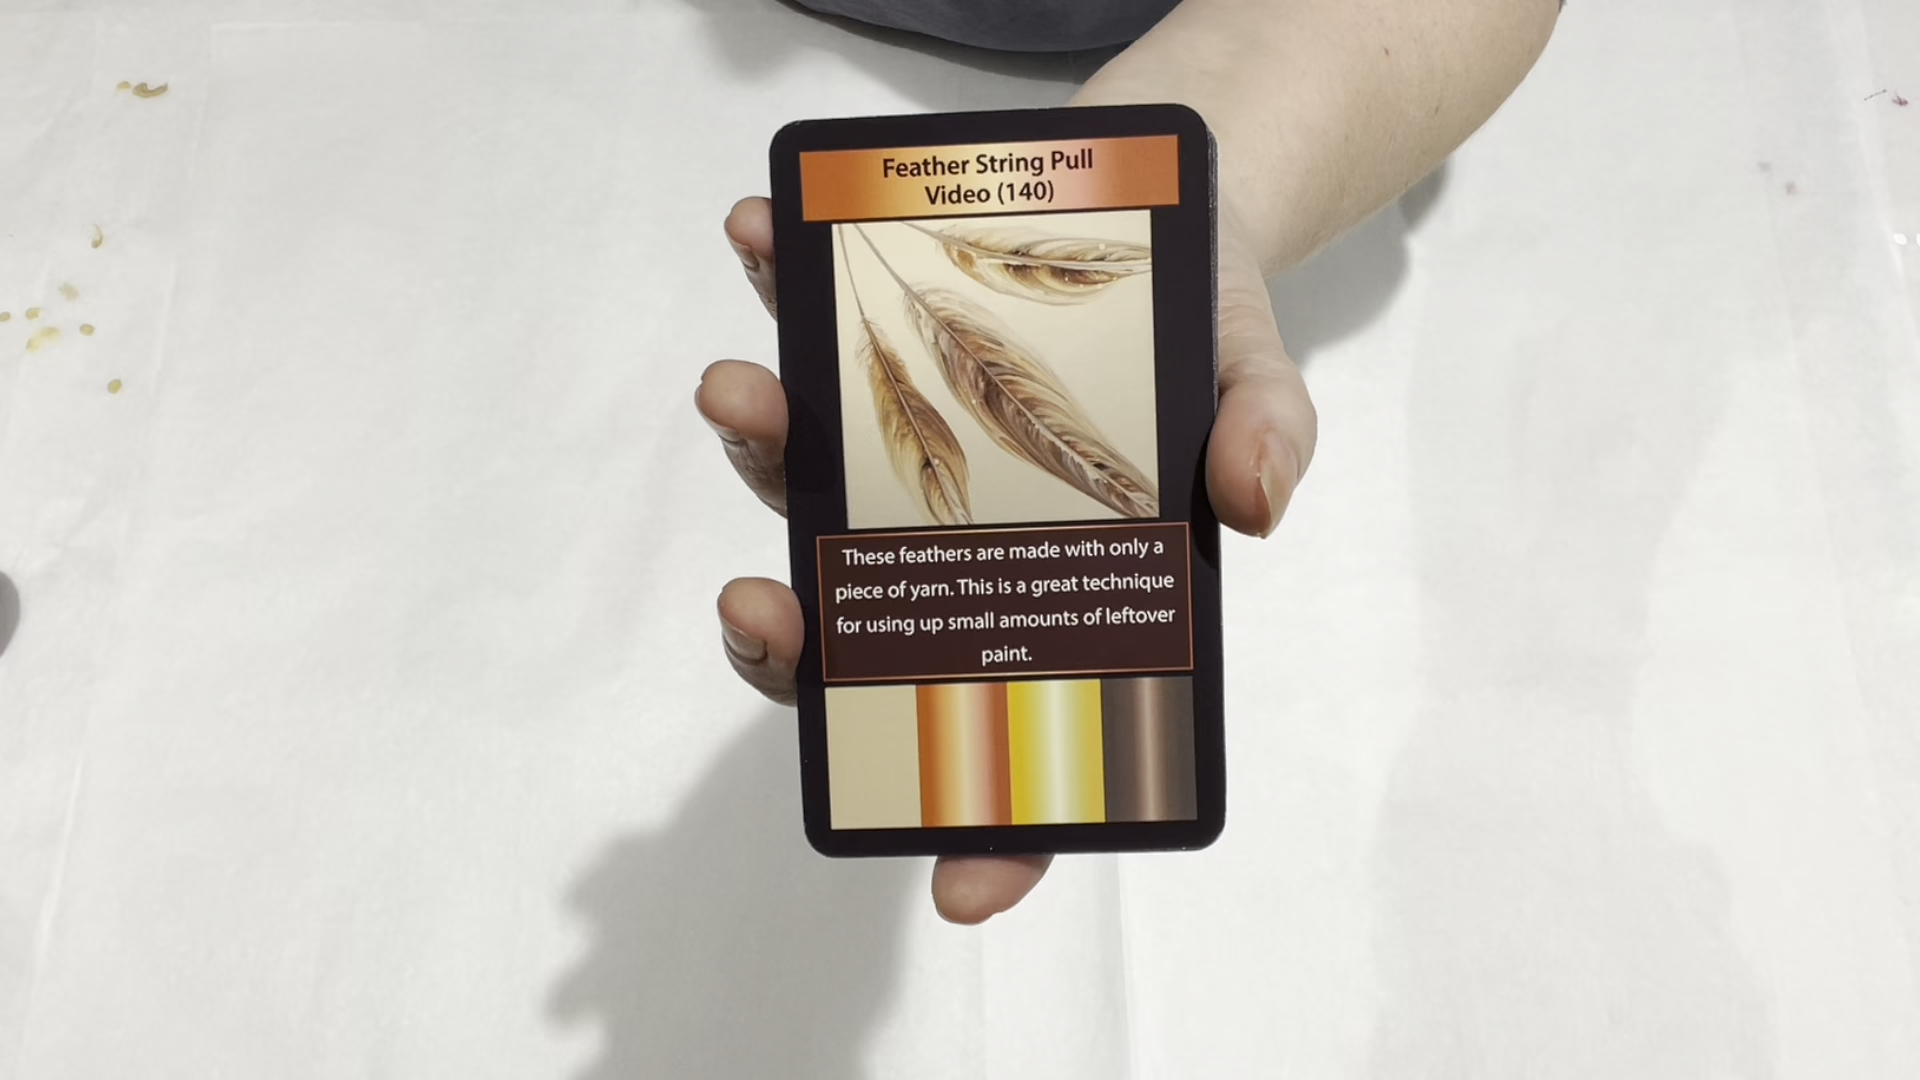 Feather String Pull
Video (140)
These feathers are made with only a
piece of yarn. This is a great technique
for using up small amounts of leftover
paint.